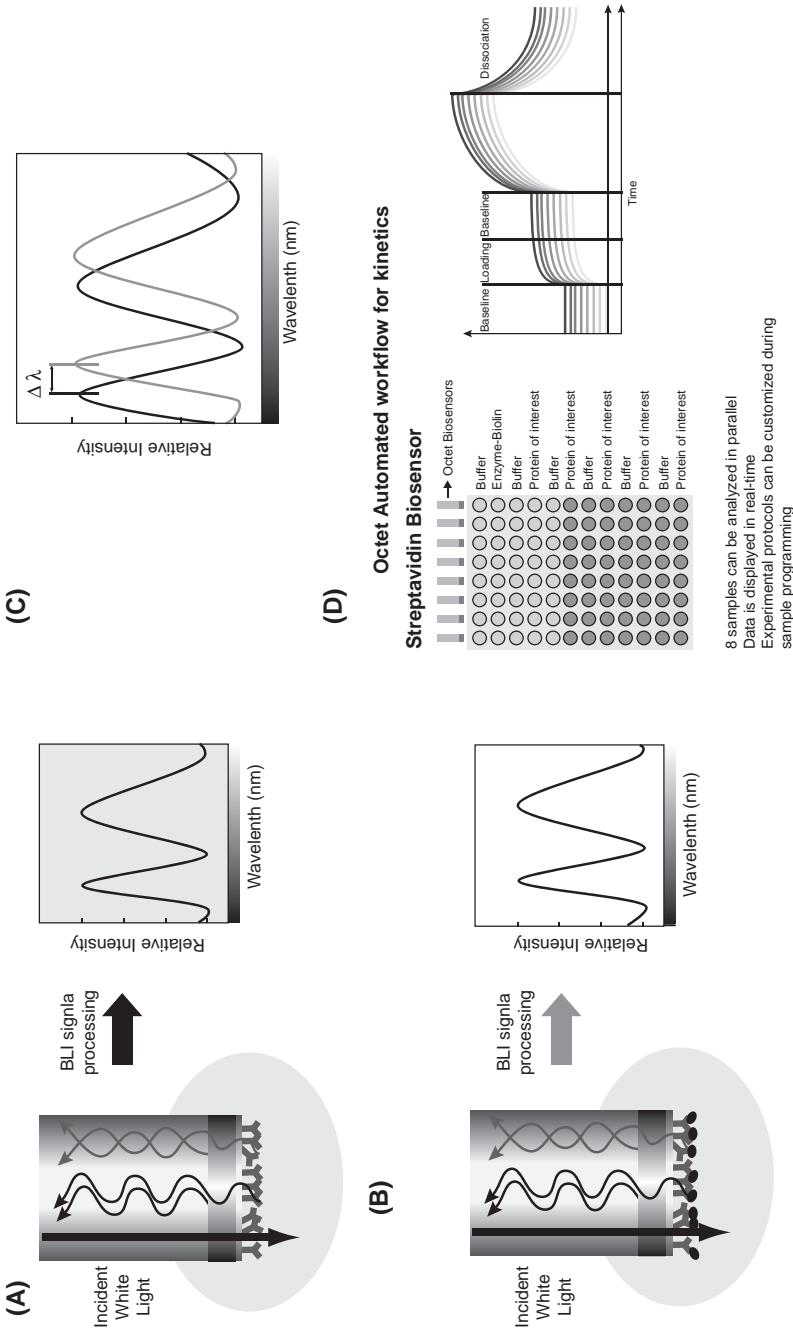 (A)
Incident
White
Light
BLI signla
processing
Relative Intensity
Wavelenth (nm)
(B)
Incident
White
Light
BLI signla
processing
Relative Intensity
Wavelenth (nm)
(C)
Δ λ
Relative Intensity
Wavelenth (nm)
(D)
Octet Automated workflow for kinetics
Streptavidin Biosensor
Octet Biosensors
Buffer
Enzyme-Biolin
Buffer
Protein of interest
Buffer
Protein of interest
Buffer
Protein of interest
Buffer
Protein of interest
Buffer
Protein of interest
8 samples can be analyzed in parallel
Data is displayed in real-time
Experimental protocols can be customized during
sample programming
Baseline Loading Baseline
Dissociation
Time